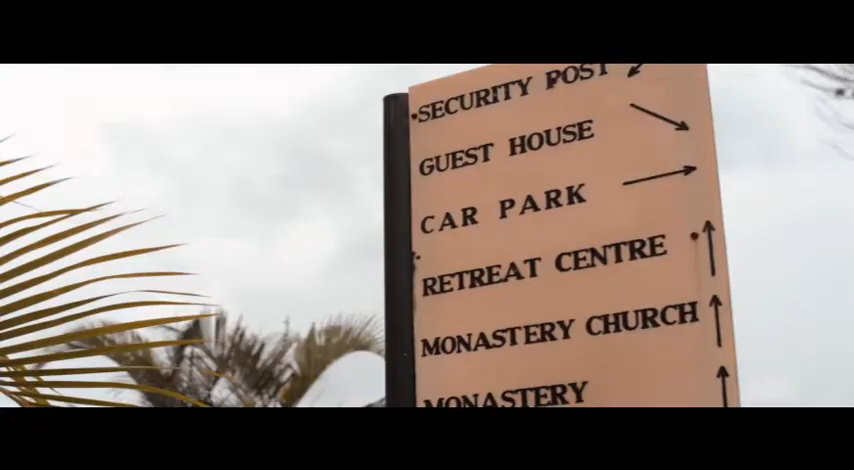 SECURITY POST
GUEST HOUSE
CAR PARK
RETREAT CENTRE
MONASTERY CHURCH
MONASTERY